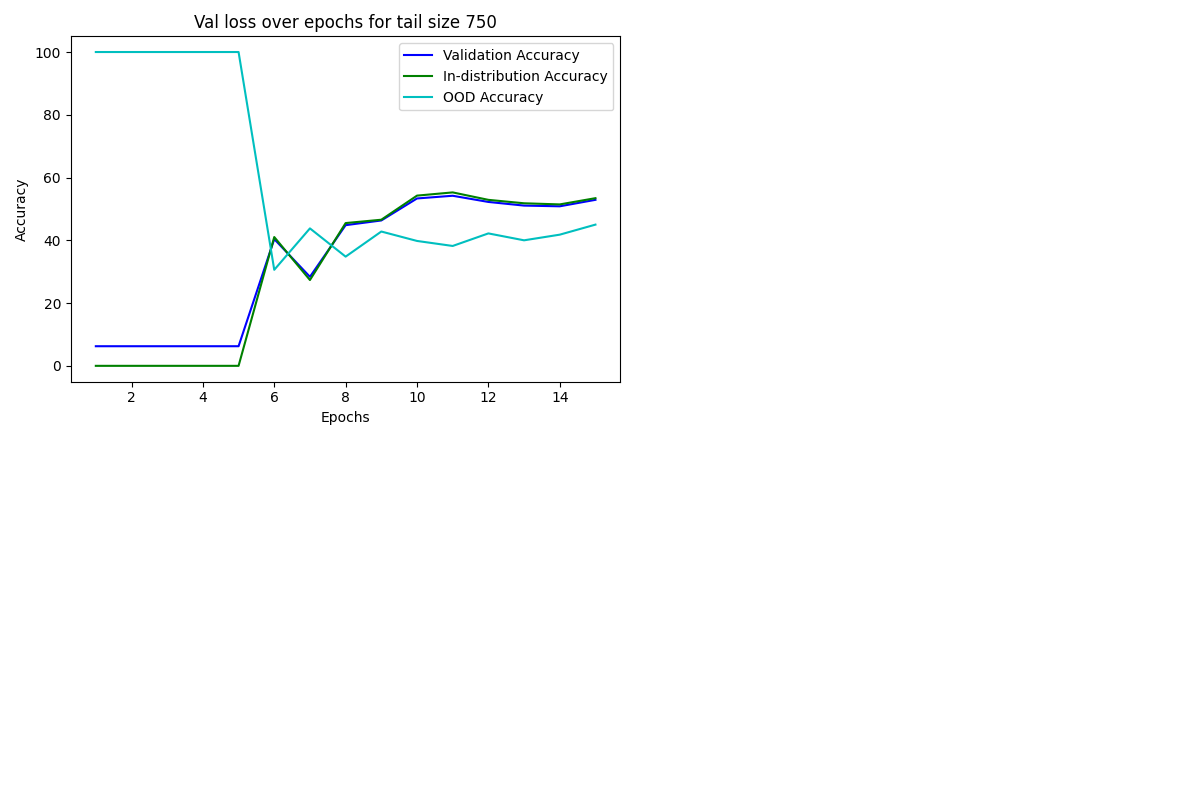 Val loss over epochs for tail size 750
Validation Accuracy
In-distribution Accuracy
OOD Accuracy
Accuracy
100
80
60
40
20
0
2 4 6 8 10 12 14
Epochs